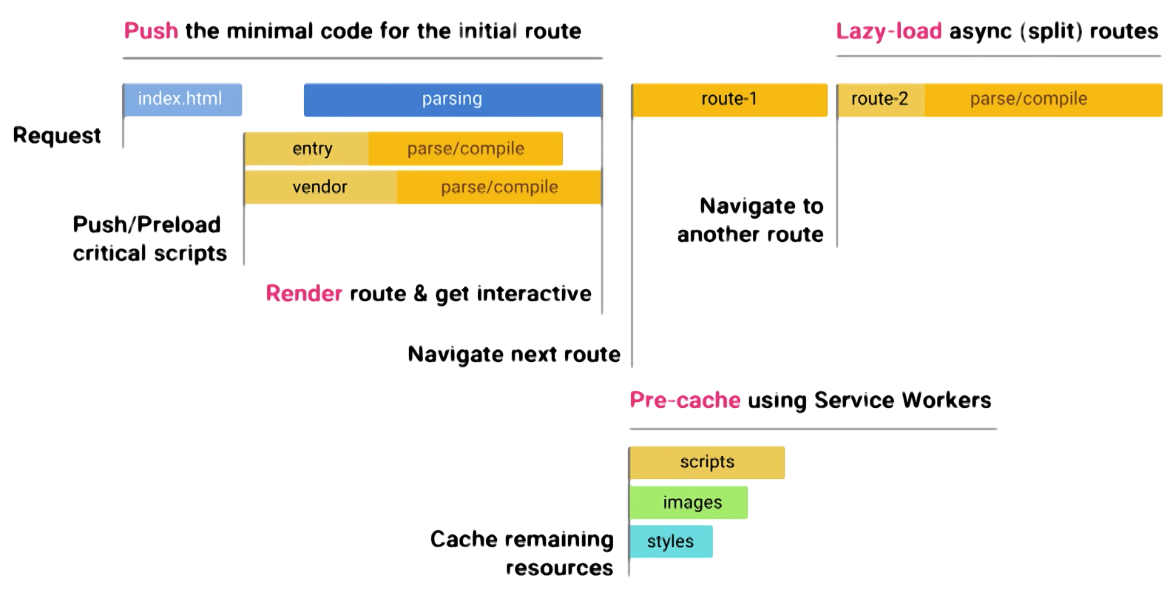 Push the minimal code for the initial route
Lazy-load async (split) routes
index.html
parsing
route-1
route-2
parse/compile
Request
entry
parse/compile
vendor
parse/compile
Push/Preload
critical scripts
Navigate to
another route
Render route & get interactive
Navigate next route
Pre-cache using Service Workers
scripts
images
styles
Cache remaining
resources